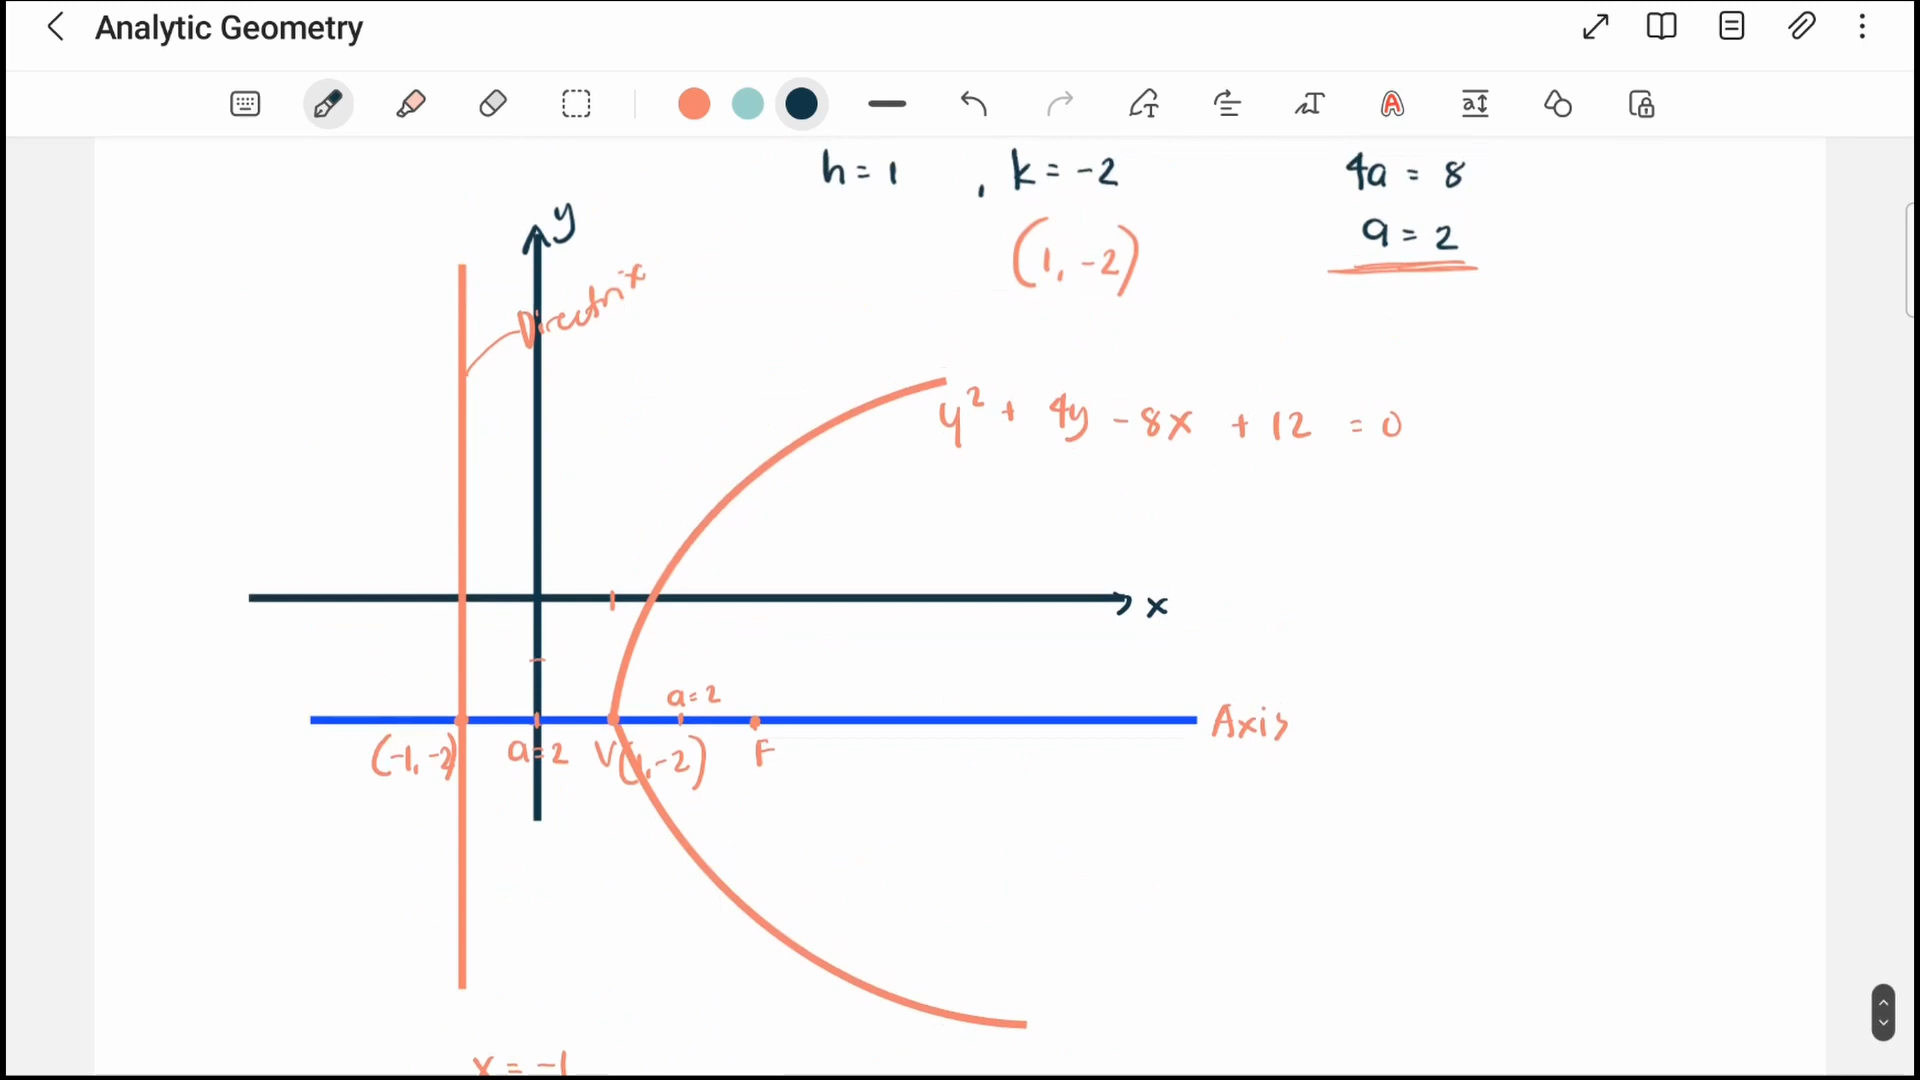 Analytic Geometry
h = 1 , k = -2 4a = 8
(1, -2) a = 2
y
Directrix
y² + 4y - 8x + 12 = 0
x
a=2
Axis
(-1, -2) a=2 V(1,-2) F
x = -1